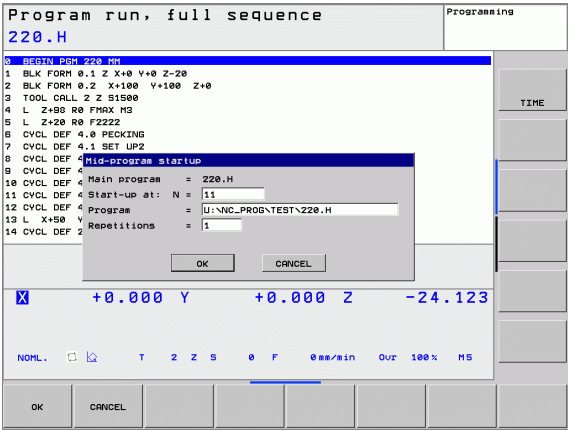 Program run, full sequence
Programming
220.H
0 BEGIN PGM 220 MM
1 BLK FORM 0.1 Z X+0 Y+0 Z-20
2 BLK FORM 0.2 X+100 Y+100 Z+0
3 TOOL CALL 2 Z S1500
4 L Z+98 R0 FMAX M3
5 L Z+20 R0 F2222
6 CYCL DEF 4.0 PECKING
7 CYCL DEF 4.1 SET UP2
8 CYCL DEF 4
9 CYCL DEF 4
10 CYCL DEF 4
11 CYCL DEF 4
12 CYCL DEF 4
13 L X+50 Y
14 CYCL DEF 2
TIME
Mid-program startup
Main program = 220.H
Start-up at: N = 11
Program = U:\NC_PROG\TEST\220.H
Repetitions = 1
OK CANCEL
X +0.000 Y +0.000 Z -24.123
NOML. T 2 Z S 0 F 0mm/min Ovr 100% M5
OK CANCEL